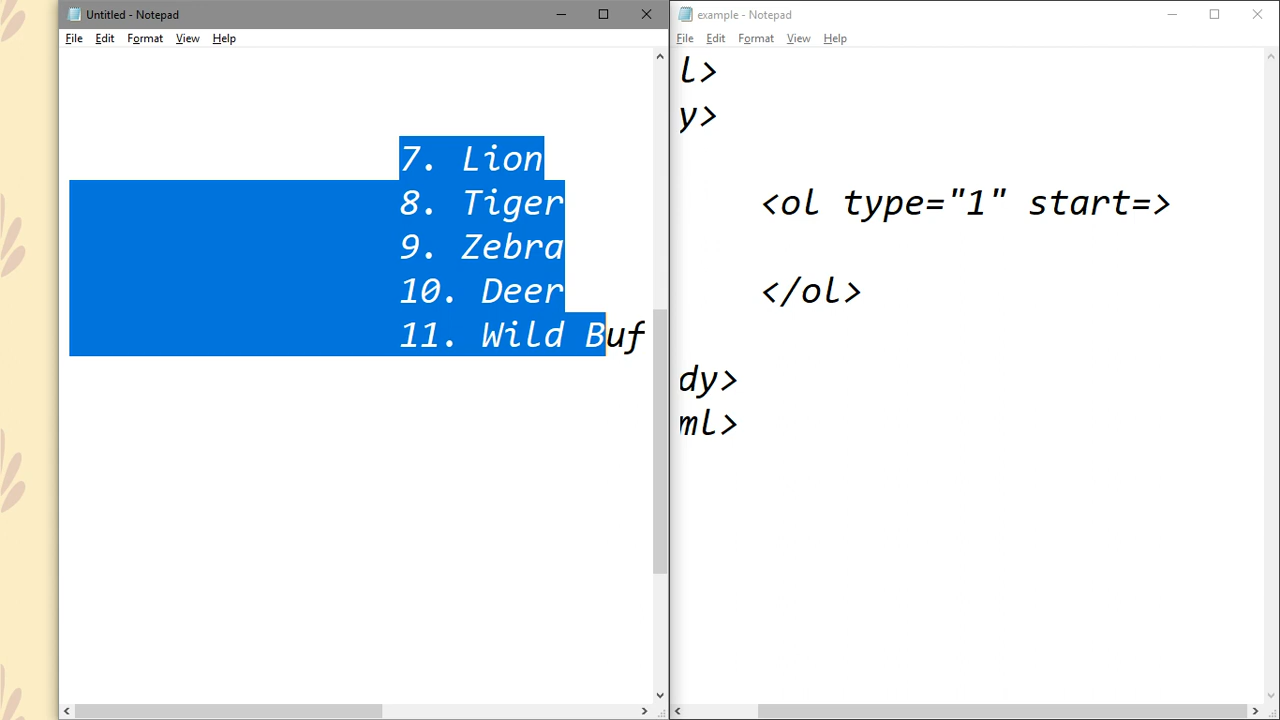 Untitled - Notepad
File Edit Format View Help
7. Lion
8. Tiger
9. Zebra
10. Deer
11. Wild Buf
example - Notepad
File Edit Format View Help
l>
y>
<ol type="1" start=>
</ol>
dy>
ml>